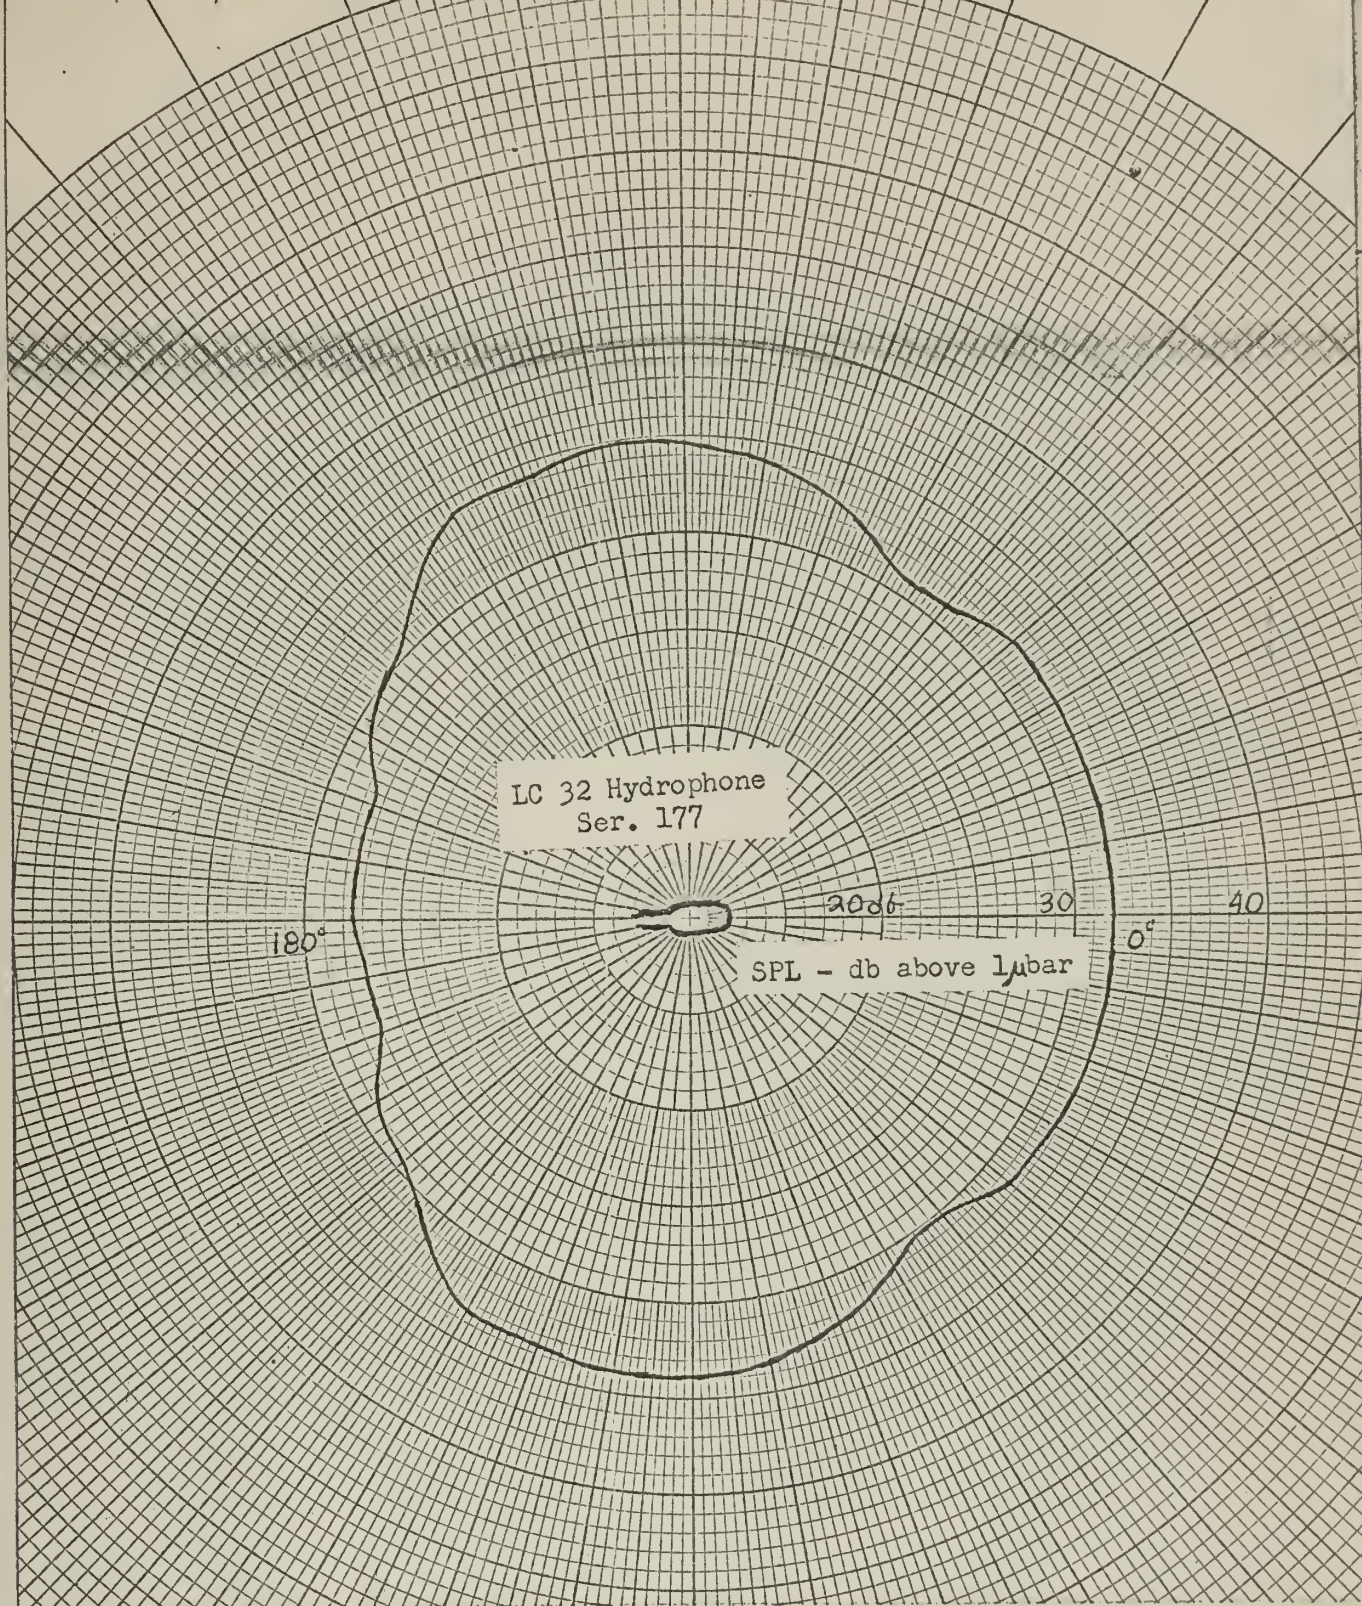 LC 32 Hydrophone
Ser. 177
20db 30 40
180° 0°
SPL - db above 1μbar